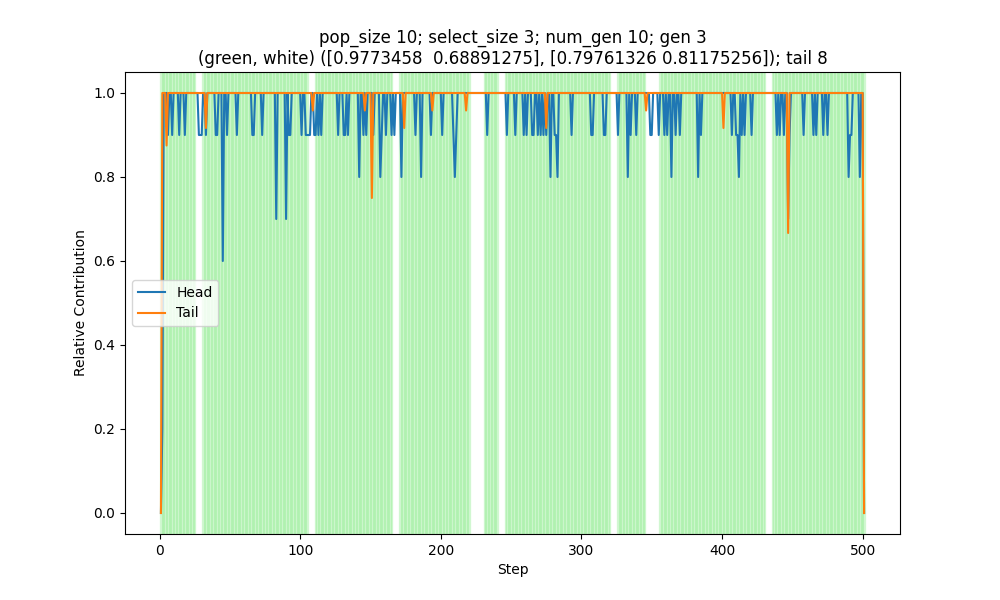 pop_size 10; select_size 3; num_gen 10; gen 3
(green, white) ([0.9773458  0.68891275], [0.79761326 0.81175256]); tail 8
1.0
0.8
0.6
0.4
0.2
0.0
Relative Contribution
Head
Tail
0
100
200
300
400
500
Step